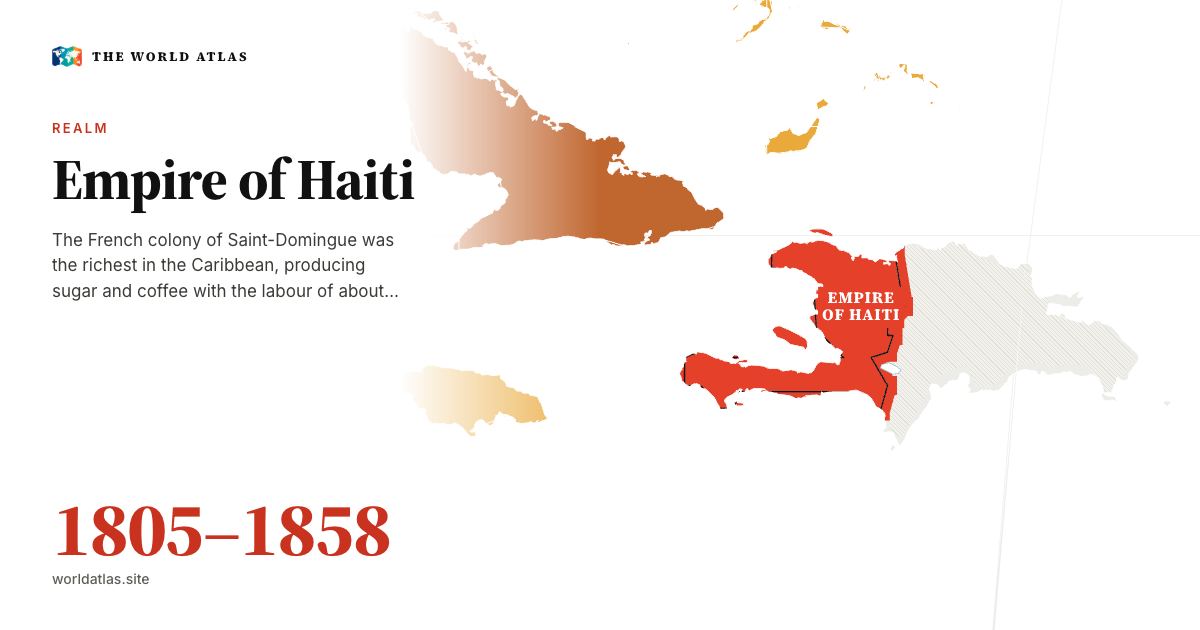 THE WORLD ATLAS
REALM
Empire of Haiti
The French colony of Saint-Domingue was
the richest in the Caribbean, producing
sugar and coffee with the labour of about...
EMPIRE
OF HAITI
1805–1858
worldatlas.site